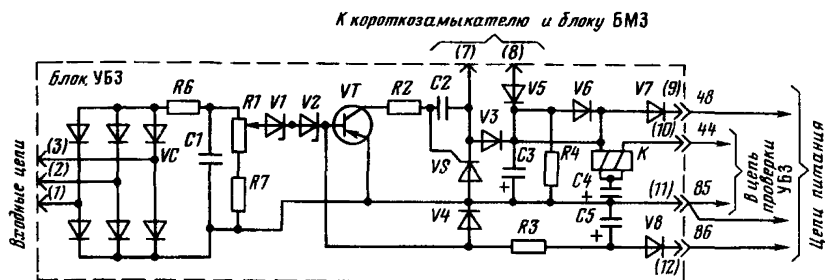 К короткозамыкателю и блоку БМЗ
(7) (8)
Блок УБЗ
R6
VT
R2
C2
V5
V6
V7
(9)
48
R1
V1
V2
V3
(10)
44
C1
(3)
VC
(2)
(1)
VS
C3
R4
K
C4
+
+
(11)
85
R7
V4
C5
+
R3
V8
86
(12)
Входные цепи
В цепь проверки УБЗ
Цепи питания